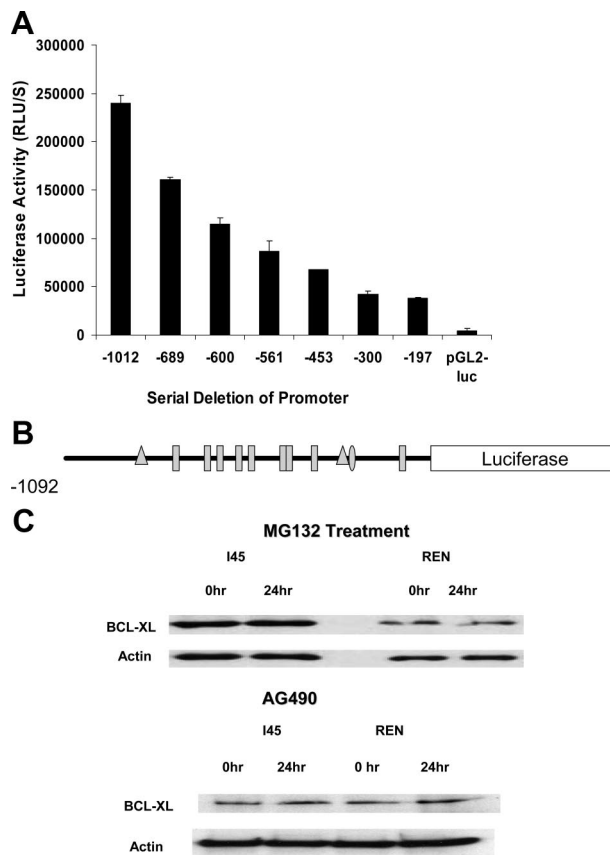 A
Luciferase Activity (RLU/S)
300000
250000
200000
150000
100000
50000
0
-1012 -689 -600 -561 -453 -300 -197 pGL2-
luc
Serial Deletion of Promoter
B
Luciferase
-1092
C
MG132 Treatment
I45 REN
0hr 24hr 0hr 24hr
BCL-XL
Actin
AG490
I45 REN
0hr 24hr 0 hr 24hr
BCL-XL
Actin